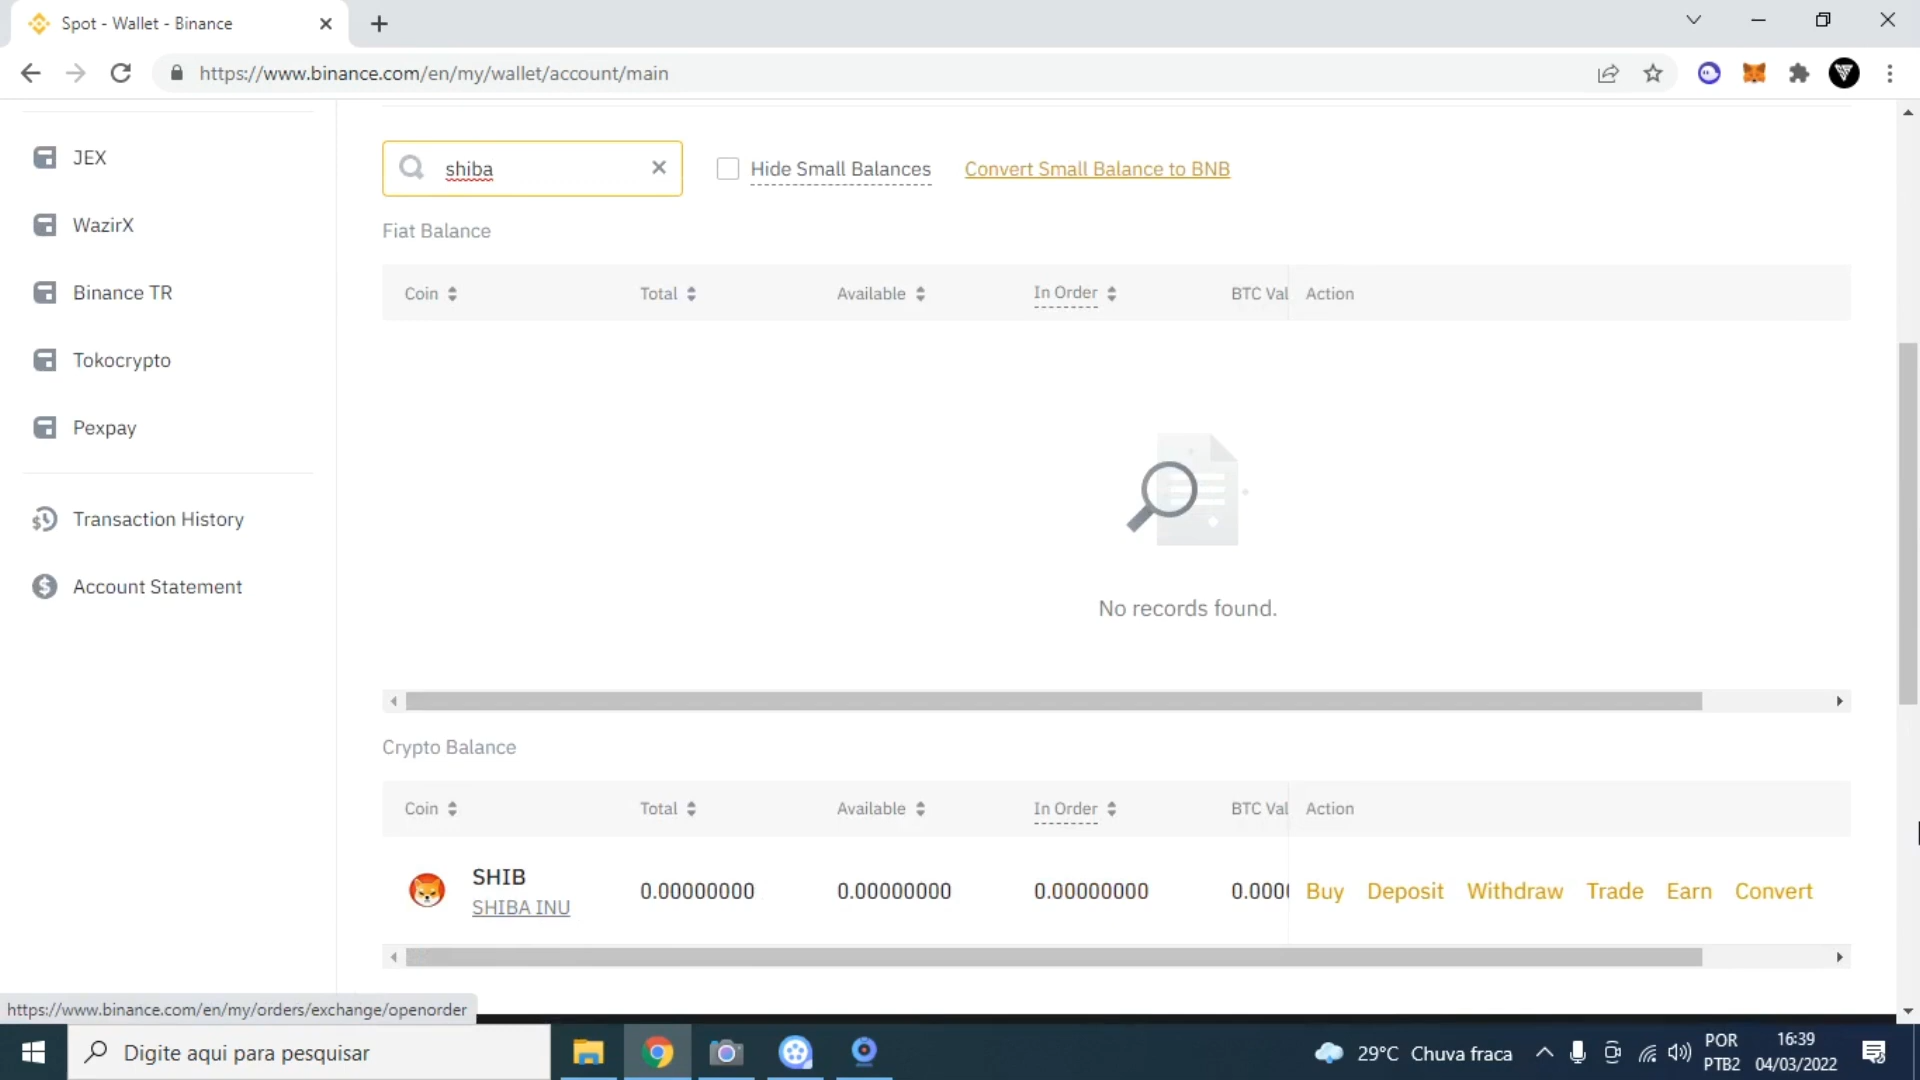 Spot - Wallet - Binance
https://www.binance.com/en/my/wallet/account/main
JEX
WazirX
Binance TR
Tokocrypto
Pexpay
Transaction History
Account Statement
shiba
Hide Small Balances
Convert Small Balance to BNB
Fiat Balance
Coin Total Available In Order BTC Val Action
No records found.
Crypto Balance
Coin Total Available In Order BTC Val Action
SHIB
SHIBA INU
0.00000000 0.00000000 0.00000000 0.000 Buy Deposit Withdraw Trade Earn Convert
https://www.binance.com/en/my/orders/exchange/openorder
Digite aqui para pesquisar
29°C Chuva fraca
POR
PTB2
16:39
04/03/2022